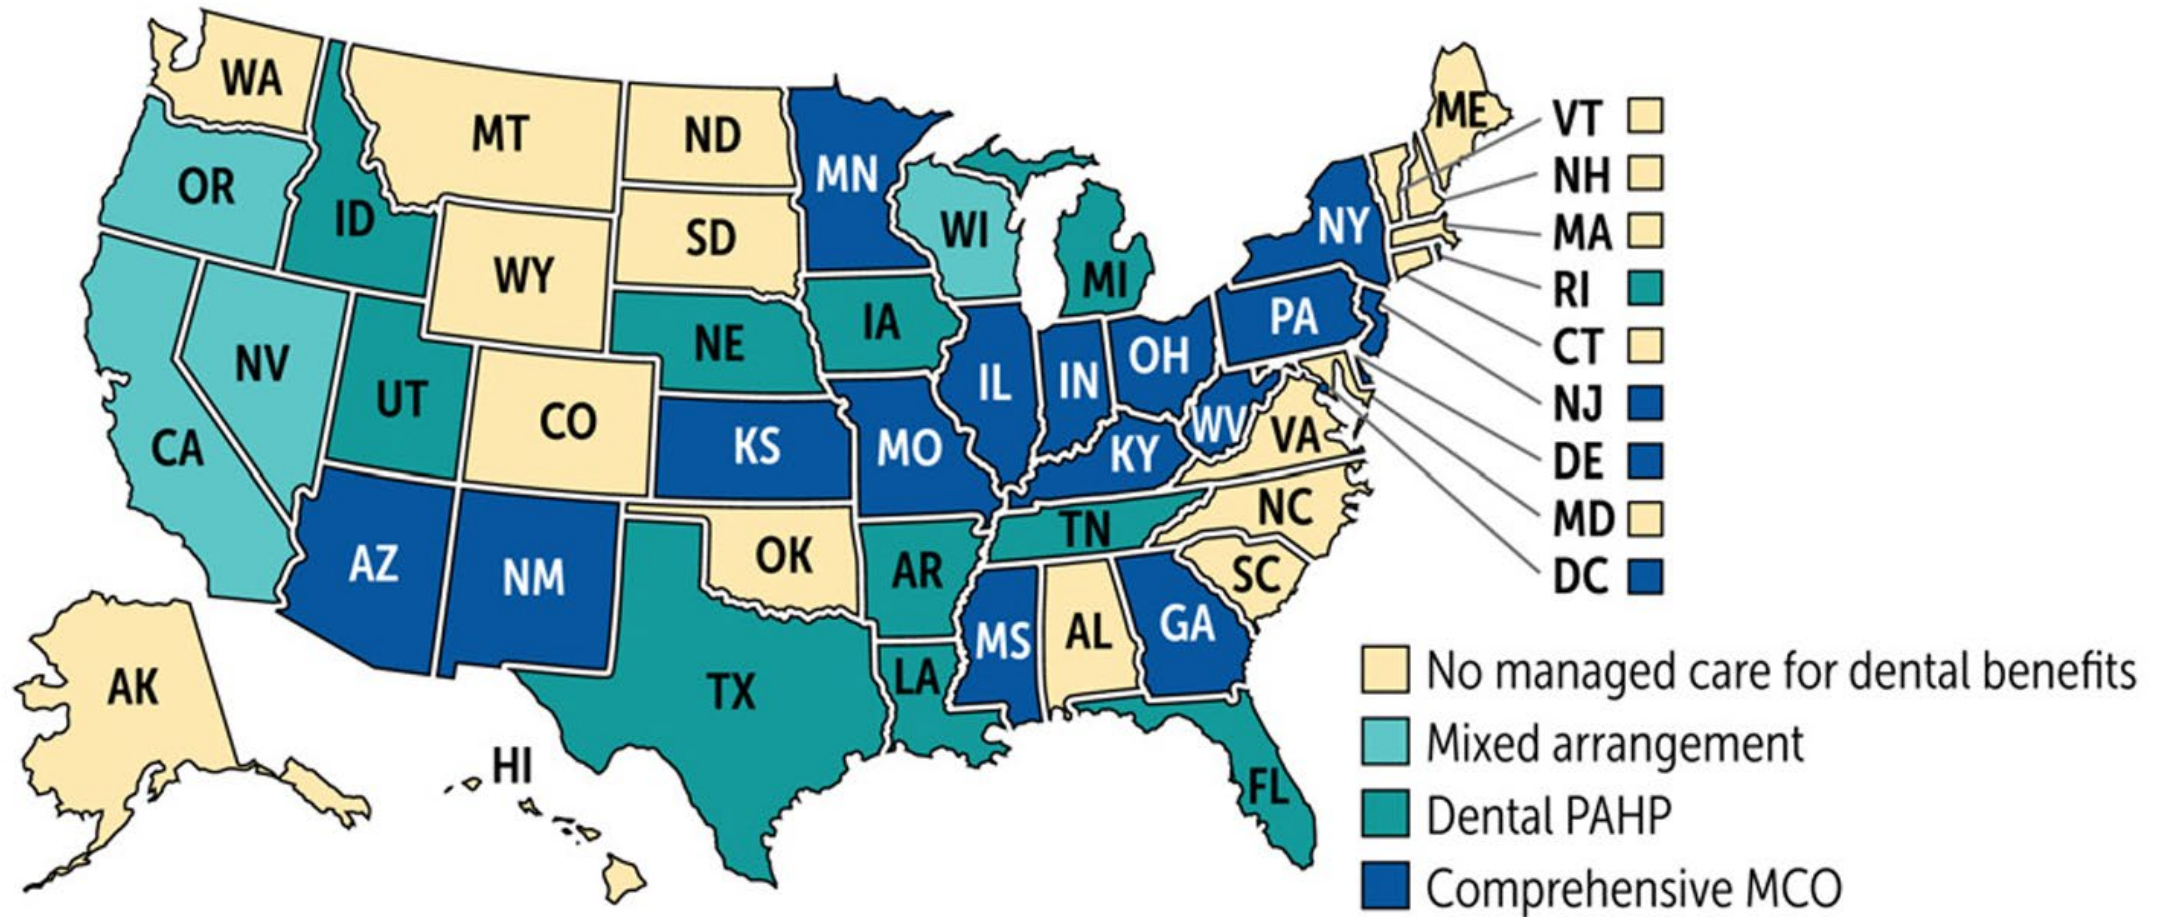 WA
MT
ND
MN
ME
OR
ID
WY
SD
WI
MI
NY
NV
UT
CO
NE
IA
IL
IN
OH
PA
CA
KS
MO
KY
WV
VA
AZ
NM
OK
AR
TN
NC
SC
TX
LA
MS
AL
GA
FL
AK
HI
VT
NH
MA
RI
CT
NJ
DE
MD
DC
No managed care for dental benefits
Mixed arrangement
Dental PAHP
Comprehensive MCO